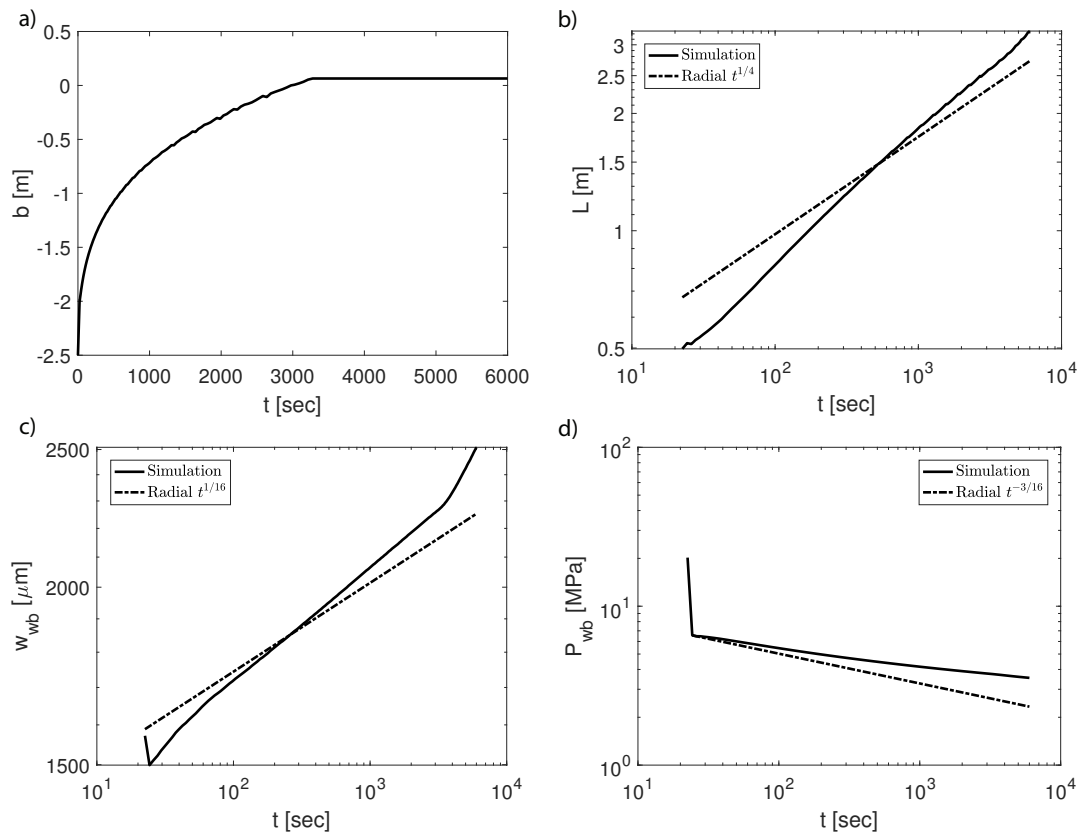 a)
0.5
0
-0.5
-1
-1.5
-2
-2.5
b [m]
0 1000 2000 3000 4000 5000 6000
t [sec]
b)
3
2.5
2
1.5
1
0.5
L [m]
Simulation
Radial t^{1/4}
10^1 10^2 10^3 10^4
t [sec]
c)
2500
2000
1500
w_{wb} [μm]
Simulation
Radial t^{1/16}
10^1 10^2 10^3 10^4
t [sec]
d)
10^2
10^1
10^0
P_{wb} [MPa]
Simulation
Radial t^{-3/16}
10^1 10^2 10^3 10^4
t [sec]